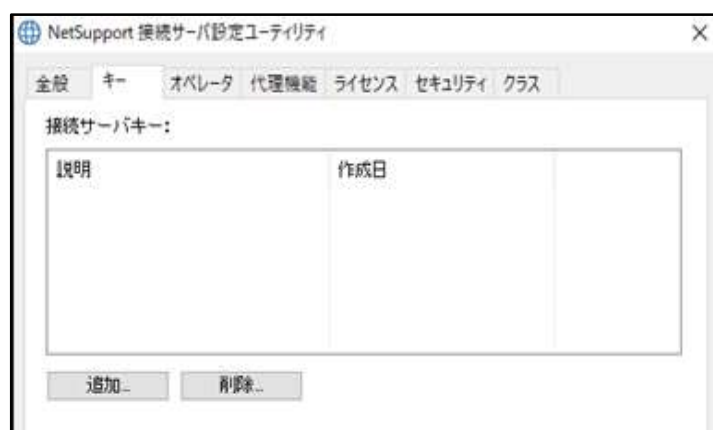 NetSupport 接続サーバ設定ユーティリティ
全般 キー オペレータ 代理機能 ライセンス セキュリティ クラス
接続サーバキー:
説明 作成日
追加... 削除...